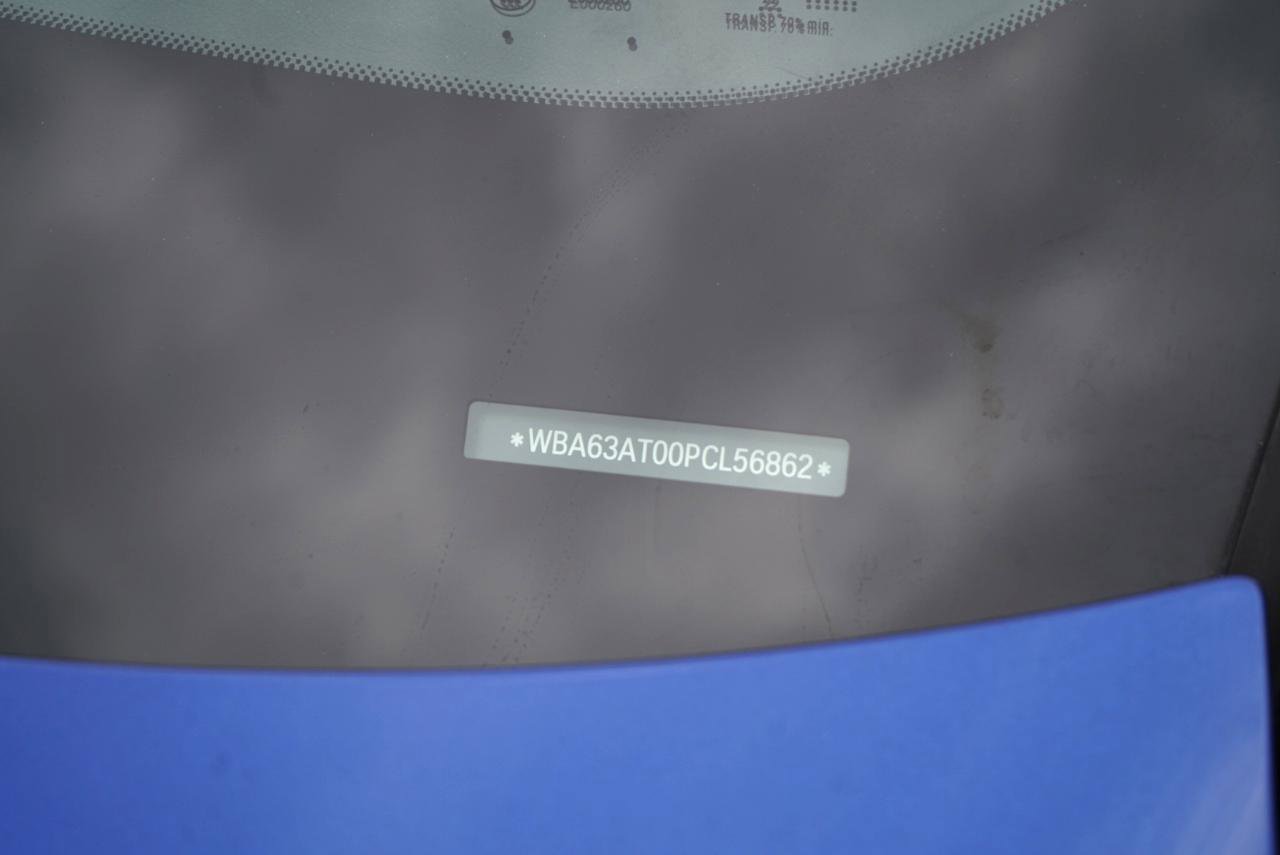 TRANSP. 70% min.
*WBA63AT00PCL56862*